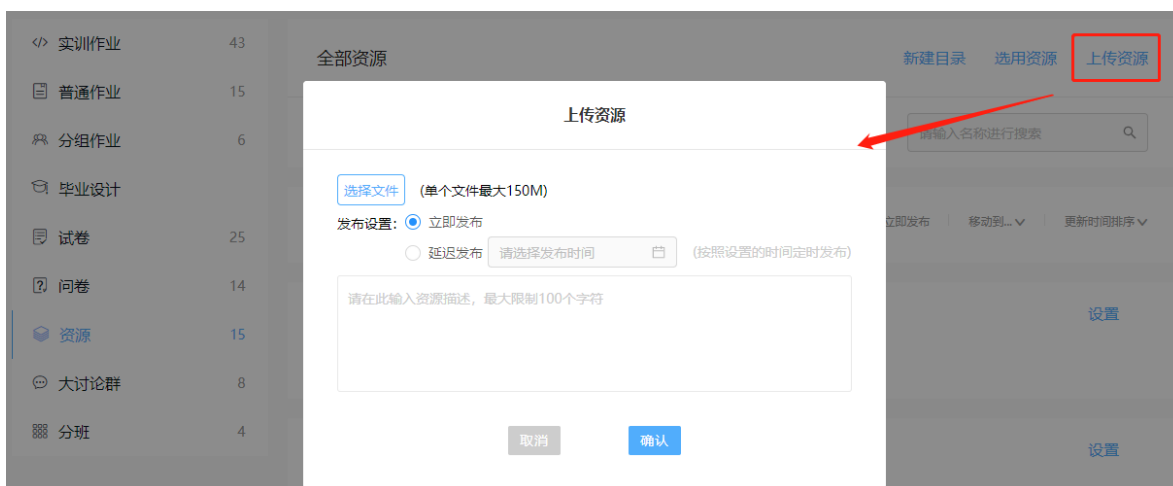 实训作业 43
全部资源 新建目录 选用资源 上传资源
普通作业 15
上传资源
分组作业 6
请输入名称进行搜索
毕业设计
选择文件 (单个文件最大150M)
发布设置: 立即发布
立即发布 移动到... 更新时间排序
试卷 25
延迟发布 请选择发布时间 (按照设置的时间定时发布)
问卷 14
请在此输入资源描述，最大限制100个字符
设置
资源 15
大讨论群 8
分班 4
取消 确认
设置